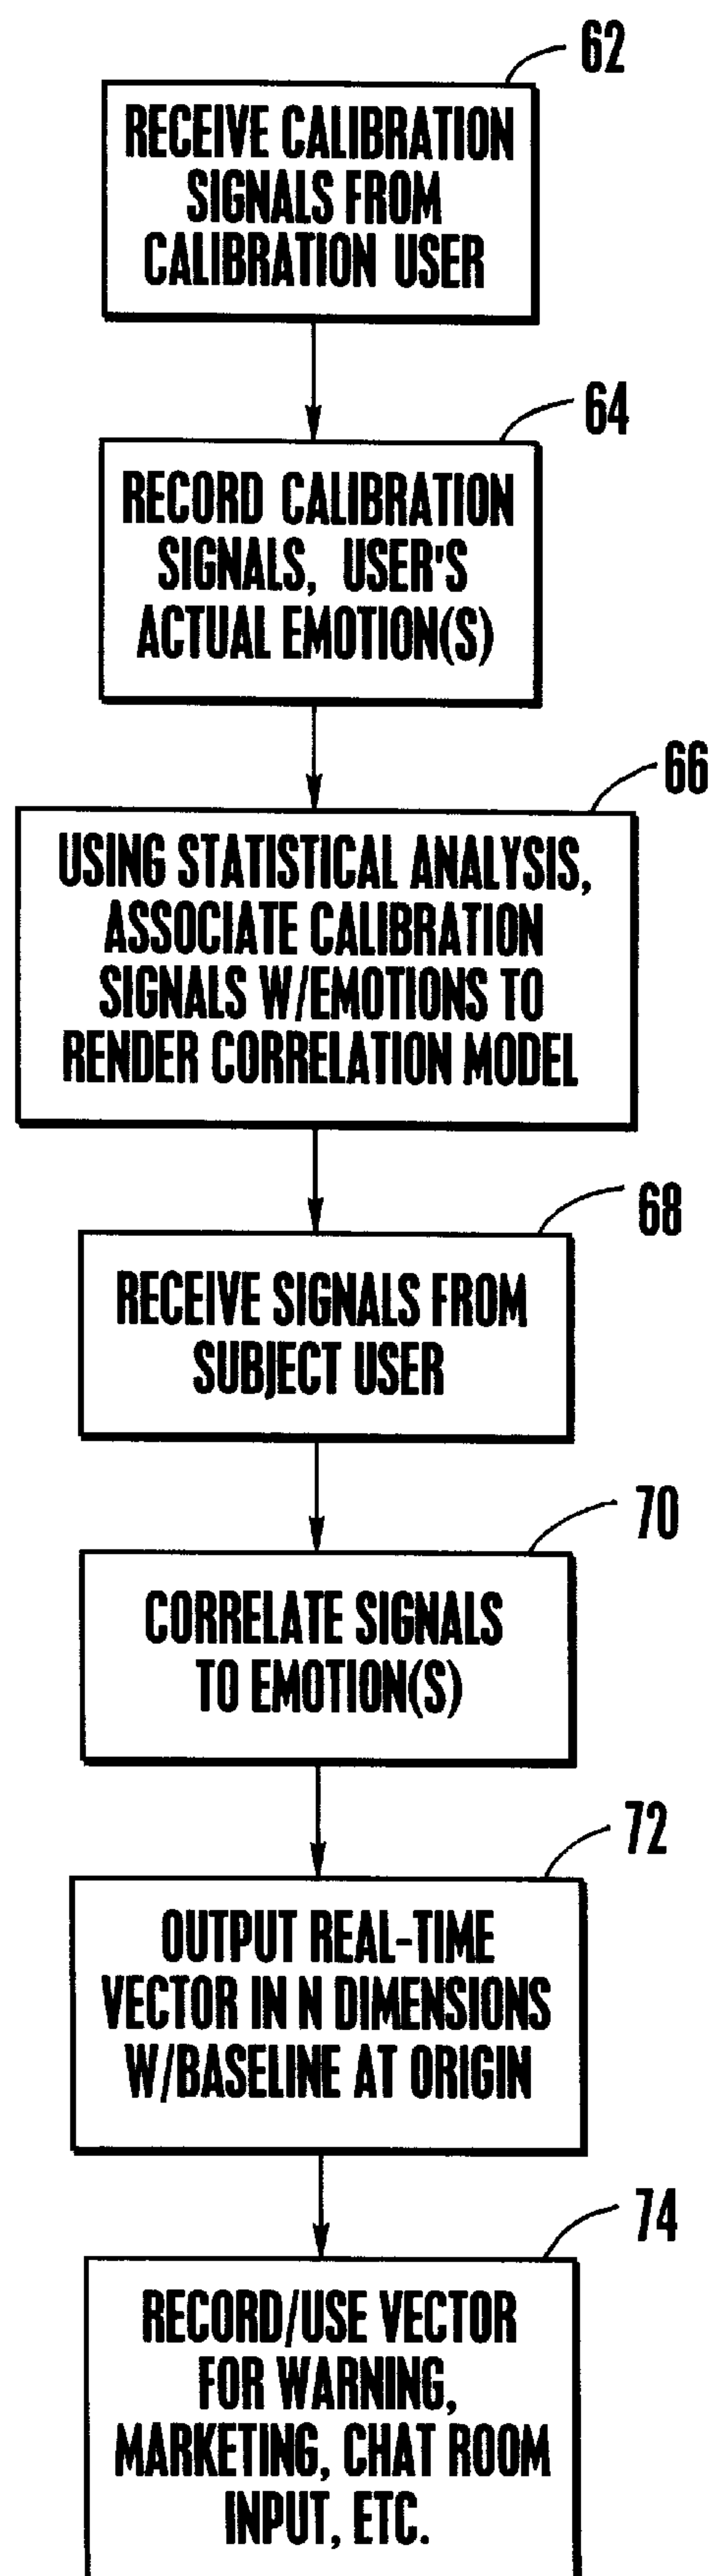 62
RECEIVE CALIBRATION
SIGNALS FROM
CALIBRATION USER
64
RECORD CALIBRATION
SIGNALS, USER'S
ACTUAL EMOTION(S)
66
USING STATISTICAL ANALYSIS,
ASSOCIATE CALIBRATION
SIGNALS W/EMOTIONS TO
RENDER CORRELATION MODEL
68
RECEIVE SIGNALS FROM
SUBJECT USER
70
CORRELATE SIGNALS
TO EMOTION(S)
72
OUTPUT REAL-TIME
VECTOR IN N DIMENSIONS
W/BASELINE AT ORIGIN
74
RECORD/USE VECTOR
FOR WARNING,
MARKETING, CHAT ROOM
INPUT, ETC.